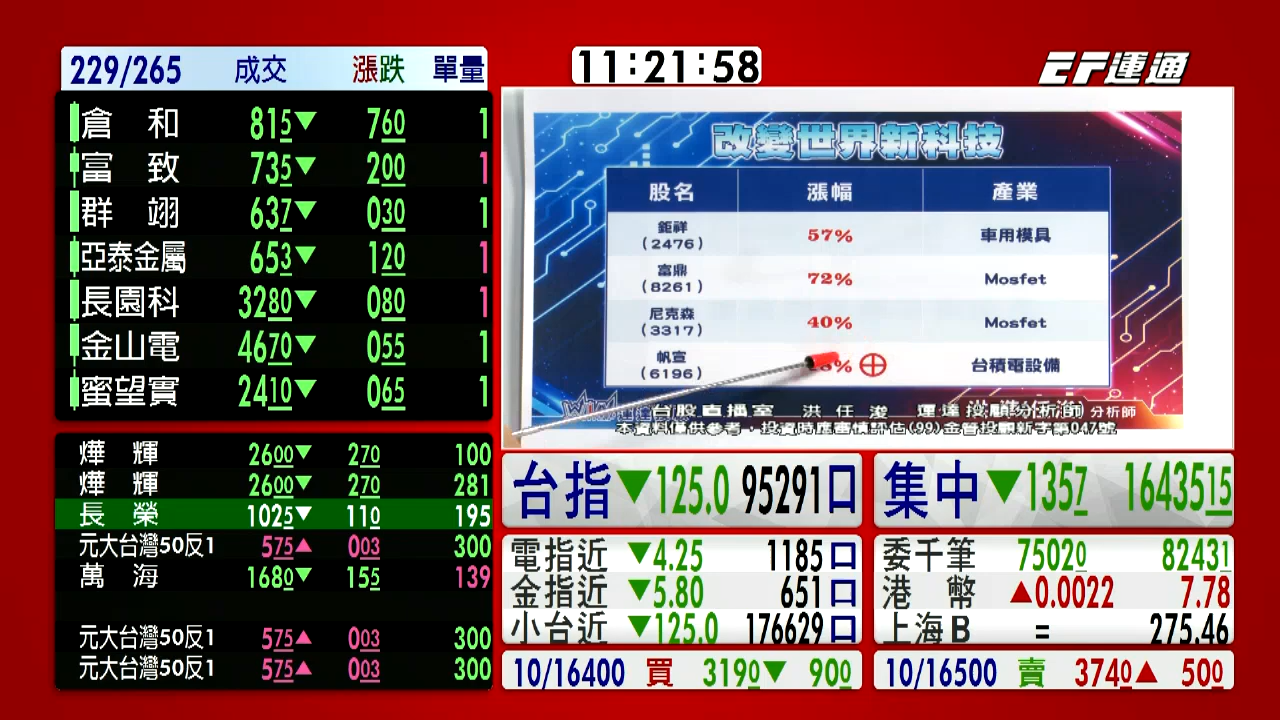 229/265 成交 漲跌 單量
11:21:58
EF運通
倉和 815▼ 760 1
富致 735▼ 200 1
群翊 637▼ 030 1
亞泰金屬 653▼ 120 1
長園科 3280▼ 080 1
金山電 4670▼ 055 1
蜜望實 2410▼ 065 1
燁輝 2600▼ 270 100
燁輝 2600▼ 270 281
長榮 1025▼ 110 195
元大台灣50反1 575▲ 003 300
萬海 1680▼ 155 139
元大台灣50反1 575▲ 003 300
元大台灣50反1 575▲ 003 300
改變世界新科技
股名 漲幅 產業
鉅祥 (2476) 57% 車用模具
富鼎 (8261) 72% Mosfet
尼克森 (3317) 40% Mosfet
帆宣 (6196) % 台積電設備
台股直播室 洪任浚 運達投顧分析師 分析師
本資料僅供參考，投資時應審慎評估(99)金管投顧新字第047號
台指▼125.0 95291口
集中▼1357 1643515
電指近 ▼4.25 1185口
金指近 ▼5.80 651口
小台近 ▼125.0 176629口
委千筆 75020 82431
港幣 ▲0.0022 7.78
上海B = 275.46
10/16400 買 3190▼ 900
10/16500 賣 3740▲ 500